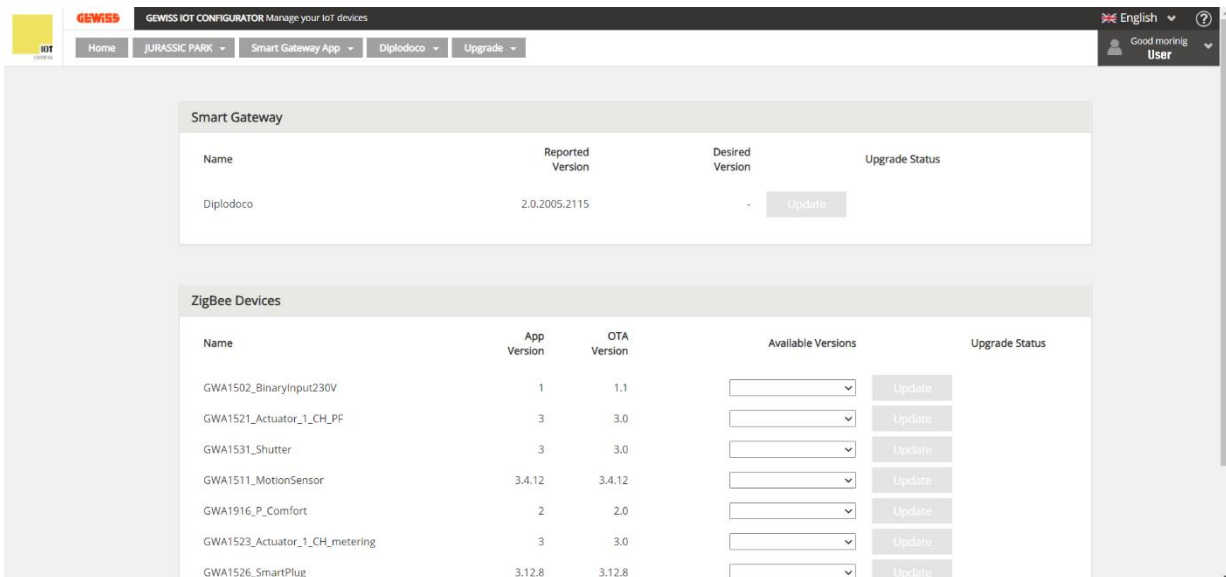 GEWISS GEWISS IOT CONFIGURATOR Manage your IoT devices English ?
IOT
CONFIG
Home JURASSIC PARK Smart Gateway App Diplodoco Upgrade
Good morinig
User
Smart Gateway
Name Reported Version Desired Version Upgrade Status
Diplodoco 2.0.2005.2115 - Update
ZigBee Devices
Name App Version OTA Version Available Versions Upgrade Status
GWA1502_BinaryInput230V 1 1.1 Update
GWA1521_Actuator_1_CH_PF 3 3.0 Update
GWA1531_Shutter 3 3.0 Update
GWA1511_MotionSensor 3.4.12 3.4.12 Update
GWA1916_P_Comfort 2 2.0 Update
GWA1523_Actuator_1_CH_metering 3 3.0 Update
GWA1526_SmartPlug 3.12.8 3.12.8 Update